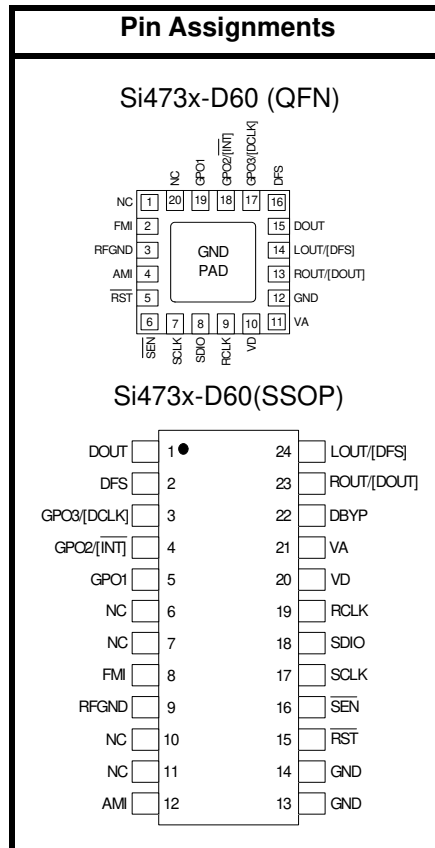 Pin Assignments
Si473x-D60 (QFN)
NC
GPO1
GPO2/[INT]
GPO3/[DCLK]
DFS
NC 1 20 19 18 17 16
FMI 2 15 DOUT
RFGND 3 GND 14 LOUT/[DFS]
AMI 4 PAD 13 ROUT/[DOUT]
RST 5 12 GND
6 7 8 9 10 11 VA
SEN
SCLK
SDIO
RCLK
VD
Si473x-D60(SSOP)
DOUT 1 24 LOUT/[DFS]
DFS 2 23 ROUT/[DOUT]
GPO3/[DCLK] 3 22 DBYP
GPO2/[INT] 4 21 VA
GPO1 5 20 VD
NC 6 19 RCLK
NC 7 18 SDIO
FMI 8 17 SCLK
RFGND 9 16 SEN
NC 10 15 RST
NC 11 14 GND
AMI 12 13 GND